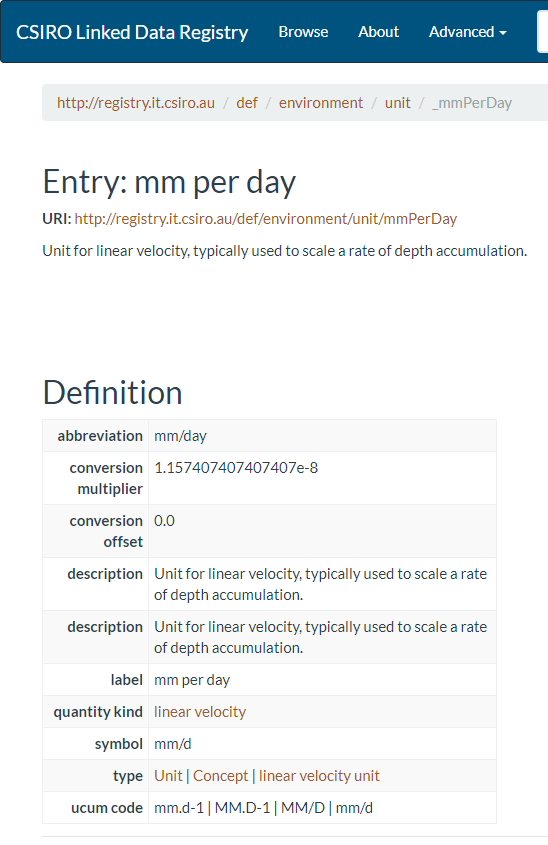 CSIRO Linked Data Registry Browse About Advanced
http://registry.it.csiro.au / def / environment / unit / _mmPerDay
Entry: mm per day
URI: http://registry.it.csiro.au/def/environment/unit/mmPerDay
Unit for linear velocity, typically used to scale a rate of depth accumulation.
Definition
abbreviation mm/day
conversion 1.157407407407407e-8
multiplier
conversion 0.0
offset
description Unit for linear velocity, typically used to scale a rate
of depth accumulation.
description Unit for linear velocity, typically used to scale a rate
of depth accumulation.
label mm per day
quantity kind linear velocity
symbol mm/d
type Unit | Concept | linear velocity unit
ucum code mm.d-1 | MM.D-1 | MM/D | mm/d